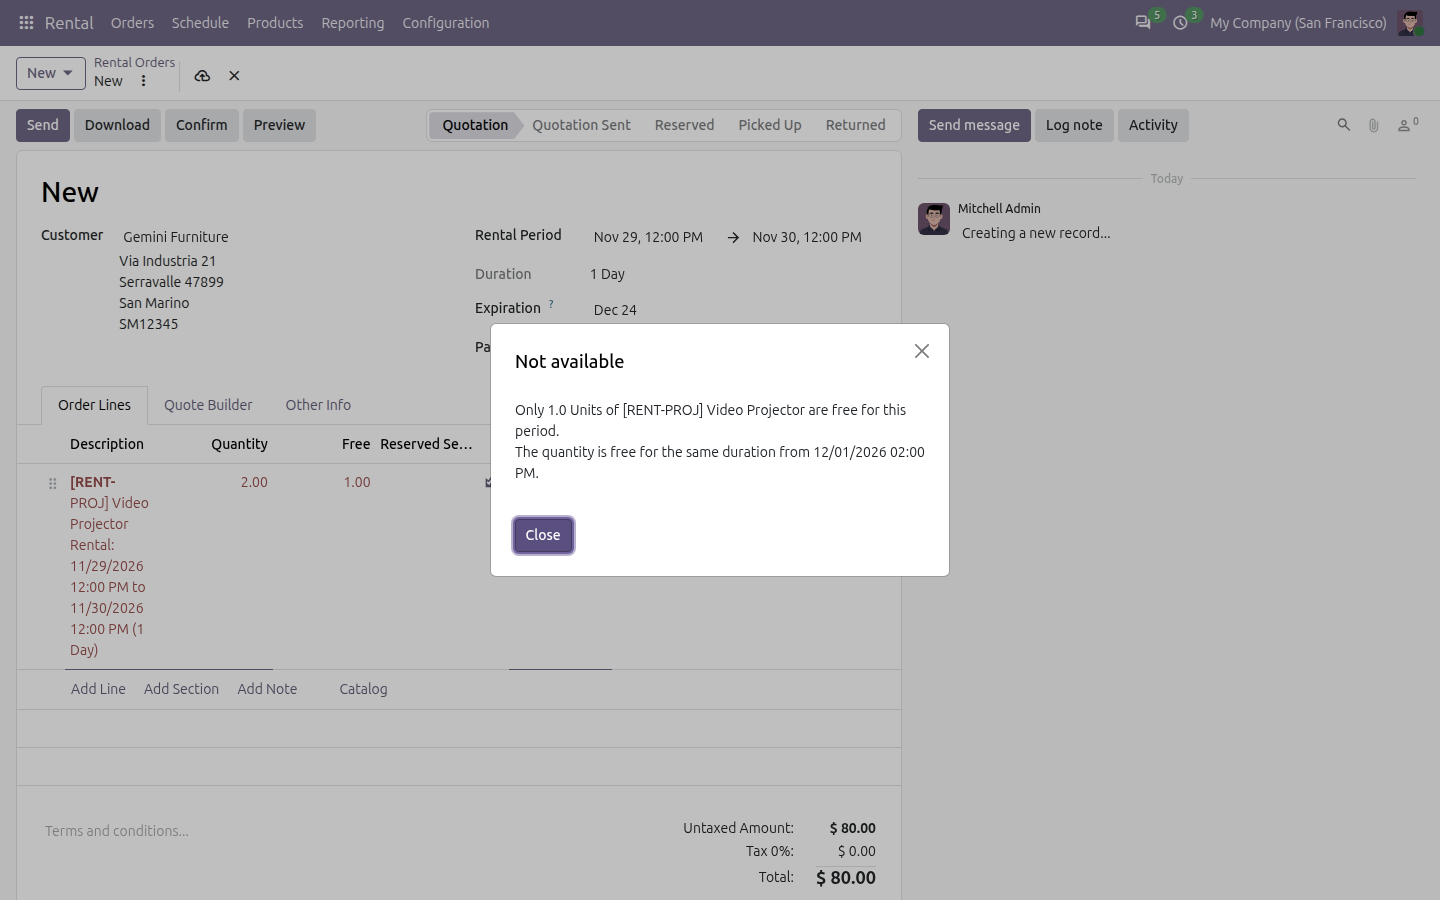 Rental Orders Schedule Products Reporting Configuration 5 3 My Company (San Francisco)
New
Rental Orders
New
Send Download Confirm Preview Quotation Quotation Sent Reserved Picked Up Returned Send message Log note Activity 0
Today
New
Mitchell Admin
Creating a new record...
Customer Gemini Furniture
Via Industria 21
Serravalle 47899
San Marino
SM12345
Rental Period Nov 29, 12:00 PM → Nov 30, 12:00 PM
Duration 1 Day
Expiration ? Dec 24
Pa
Not available
Only 1.0 Units of [RENT-PROJ] Video Projector are free for this
period.
The quantity is free for the same duration from 12/01/2026 02:00
PM.
Close
Order Lines Quote Builder Other Info
Description Quantity Free Reserved Se...
[RENT- 2.00 1.00
PROJ] Video
Projector
Rental:
11/29/2026
12:00 PM to
11/30/2026
12:00 PM (1
Day)
Add Line Add Section Add Note Catalog
Terms and conditions...
Untaxed Amount: $ 80.00
Tax 0%: $ 0.00
Total: $ 80.00